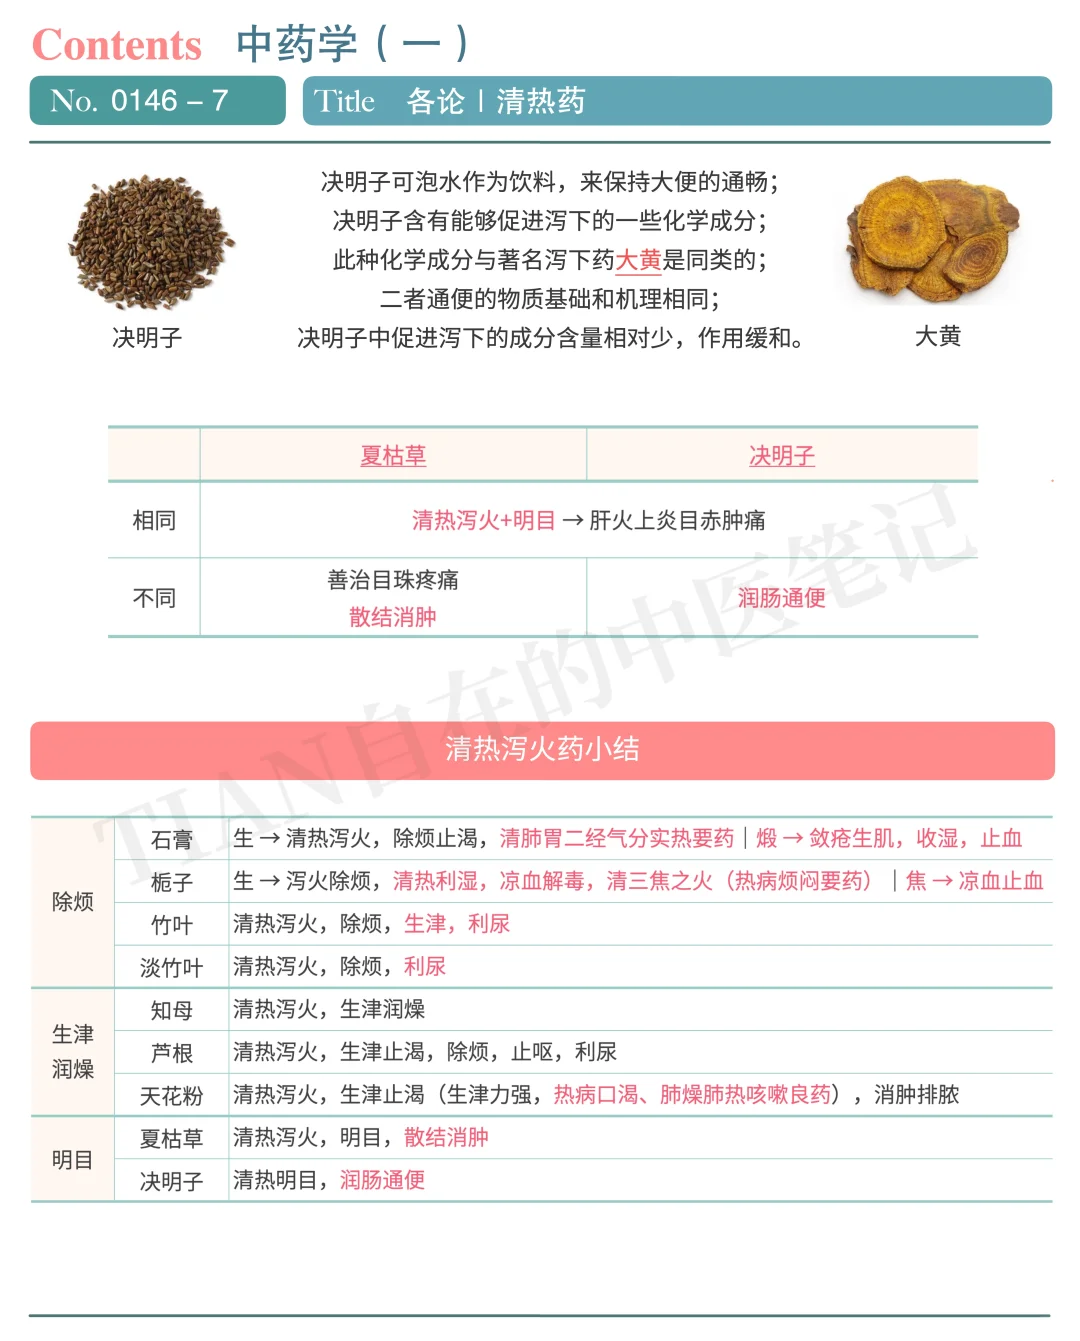 Contents 中药学（一）
No. 0146 – 7 Title 各论 | 清热药
决明子可泡水作为饮料，来保持大便的通畅；
决明子含有能够促进泻下的一些化学成分；
此种化学成分与著名泻下药大黄是同类的；
二者通便的物质基础和机理相同；
决明子中促进泻下的成分含量相对少，作用缓和。
决明子
大黄
夏枯草 决明子
相同 清热泻火+明目 → 肝火上炎目赤肿痛
不同 善治目珠疼痛
散结消肿
润肠通便
清热泻火药小结
除烦
石膏 生 → 清热泻火，除烦止渴，清肺胃二经气分实热要药｜煅 → 敛疮生肌，收湿，止血
栀子 生 → 泻火除烦，清热利湿，凉血解毒，清三焦之火（热病烦闷要药）｜焦 → 凉血止血
竹叶 清热泻火，除烦，生津，利尿
淡竹叶 清热泻火，除烦，利尿
生津
润燥
知母 清热泻火，生津润燥
芦根 清热泻火，生津止渴，除烦，止呕，利尿
天花粉 清热泻火，生津止渴（生津力强，热病口渴、肺燥肺热咳嗽良药），消肿排脓
明目
夏枯草 清热泻火，明目，散结消肿
决明子 清热明目，润肠通便
TIAN自在的中医笔记